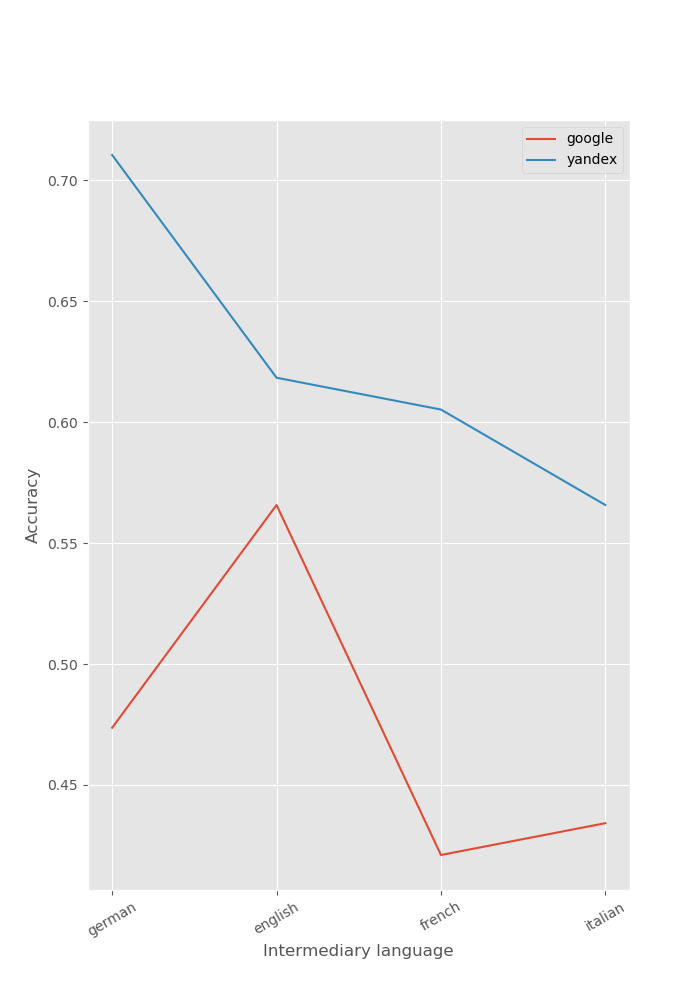 google
yandex
0.70
0.65
0.60
0.55
0.50
0.45
Accuracy
german english french italian
Intermediary language